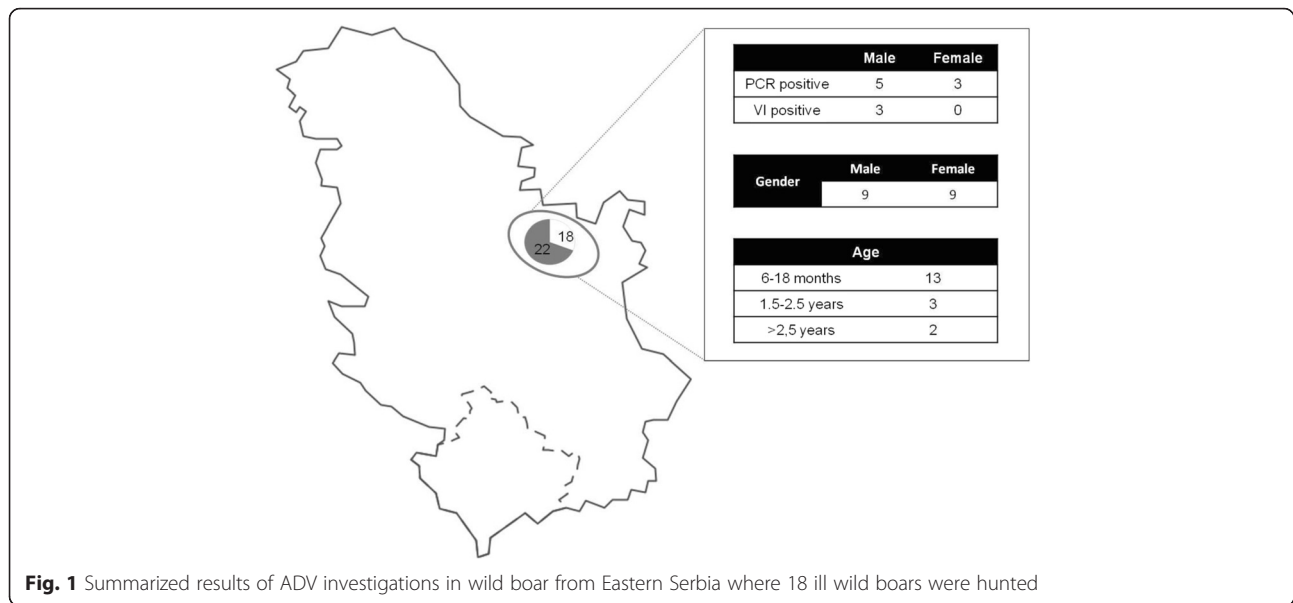 Male Female
PCR positive 5 3
VI positive 3 0
Gender Male Female
9 9
Age
6-18 months 13
1.5-2.5 years 3
>2,5 years 2
18
22
Fig. 1 Summarized results of ADV investigations in wild boar from Eastern Serbia where 18 ill wild boars were hunted